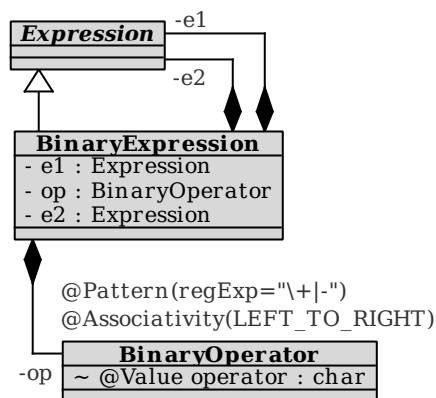 Expression
-e1
-e2
BinaryExpression
- e1 : Expression
- op : BinaryOperator
- e2 : Expression
@Pattern(regExp="\+|-")
@Associativity(LEFT_TO_RIGHT)
-op
BinaryOperator
~ @Value operator : char